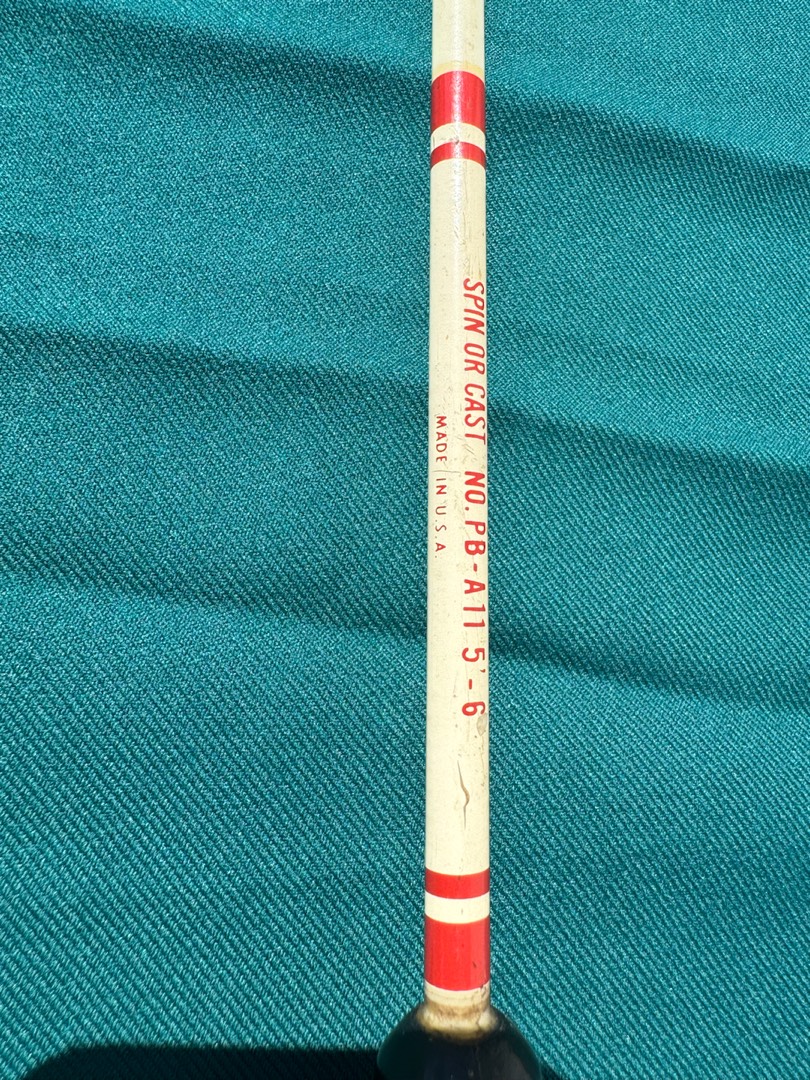 SPIN OR CAST NO. PB-A11 5'-6
MADE IN U.S.A.